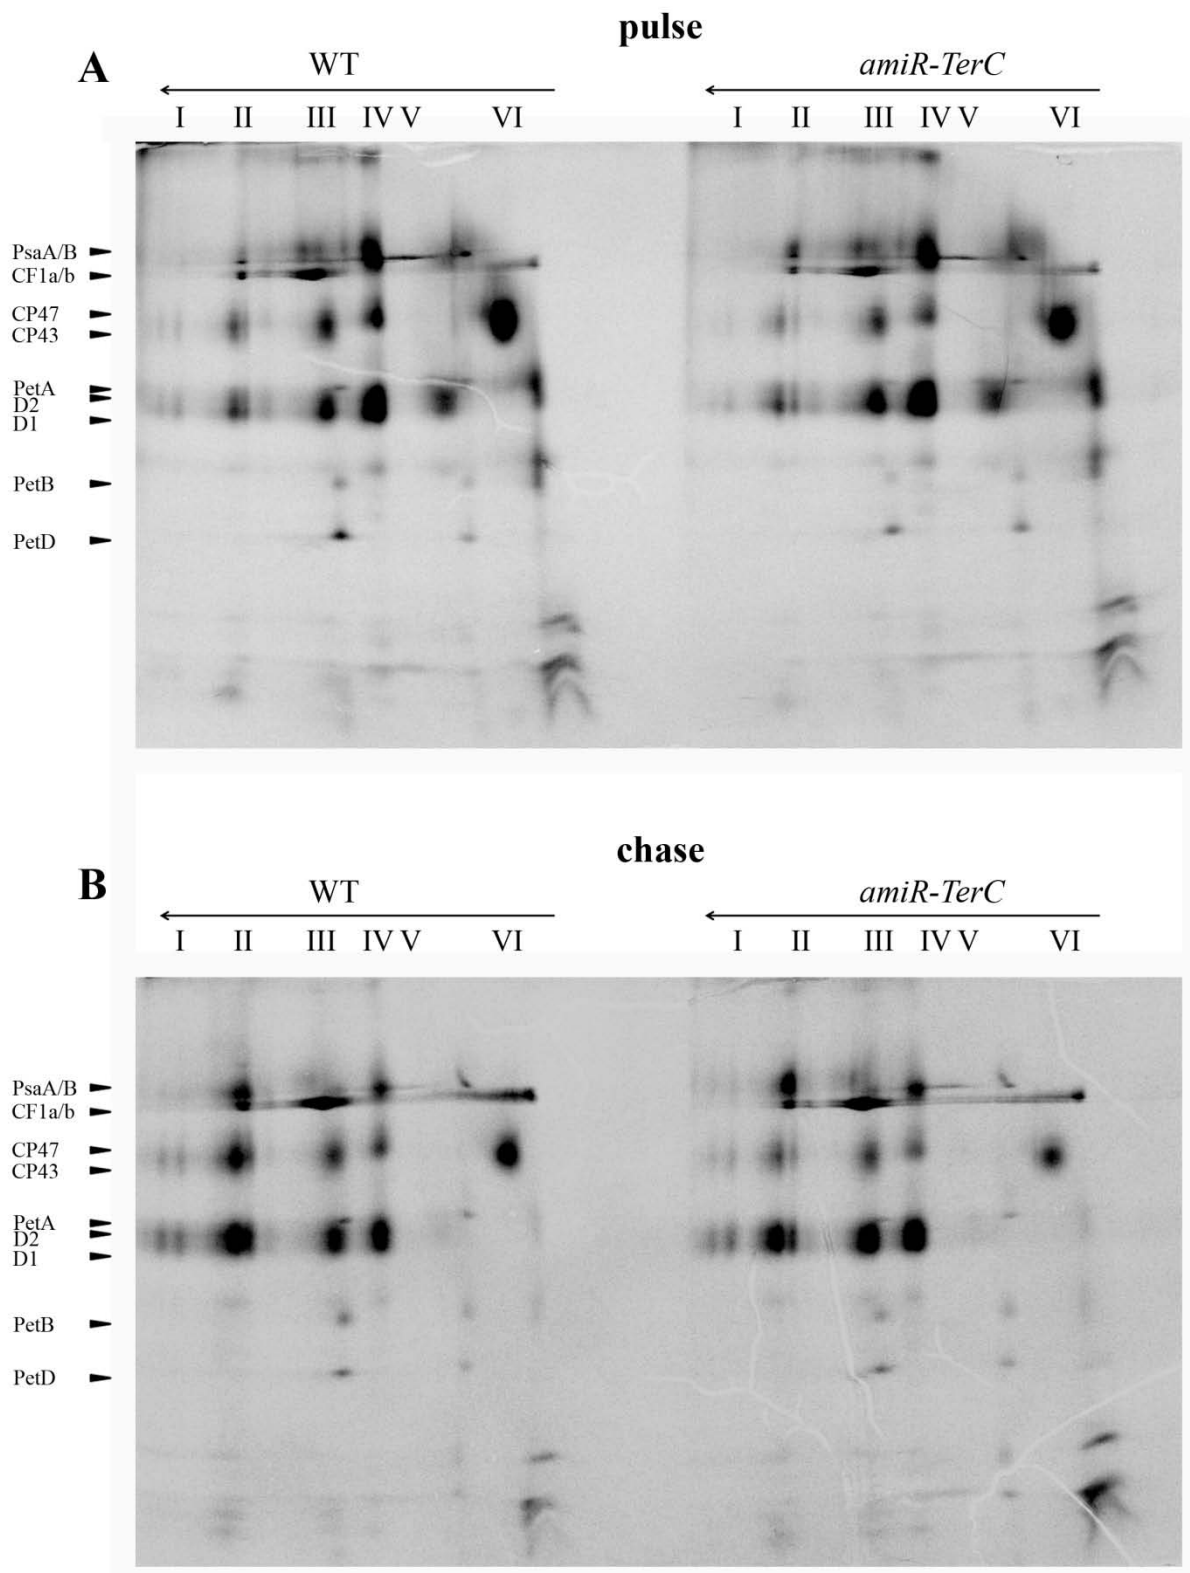 pulse
A
WT
amiR-TerC
I II III IV V VI
I II III IV V VI
PsaA/B
CF1a/b
CP47
CP43
PetA
D2
D1
PetB
PetD
chase
B
WT
amiR-TerC
I II III IV V VI
I II III IV V VI
PsaA/B
CF1a/b
CP47
CP43
PetA
D2
D1
PetB
PetD